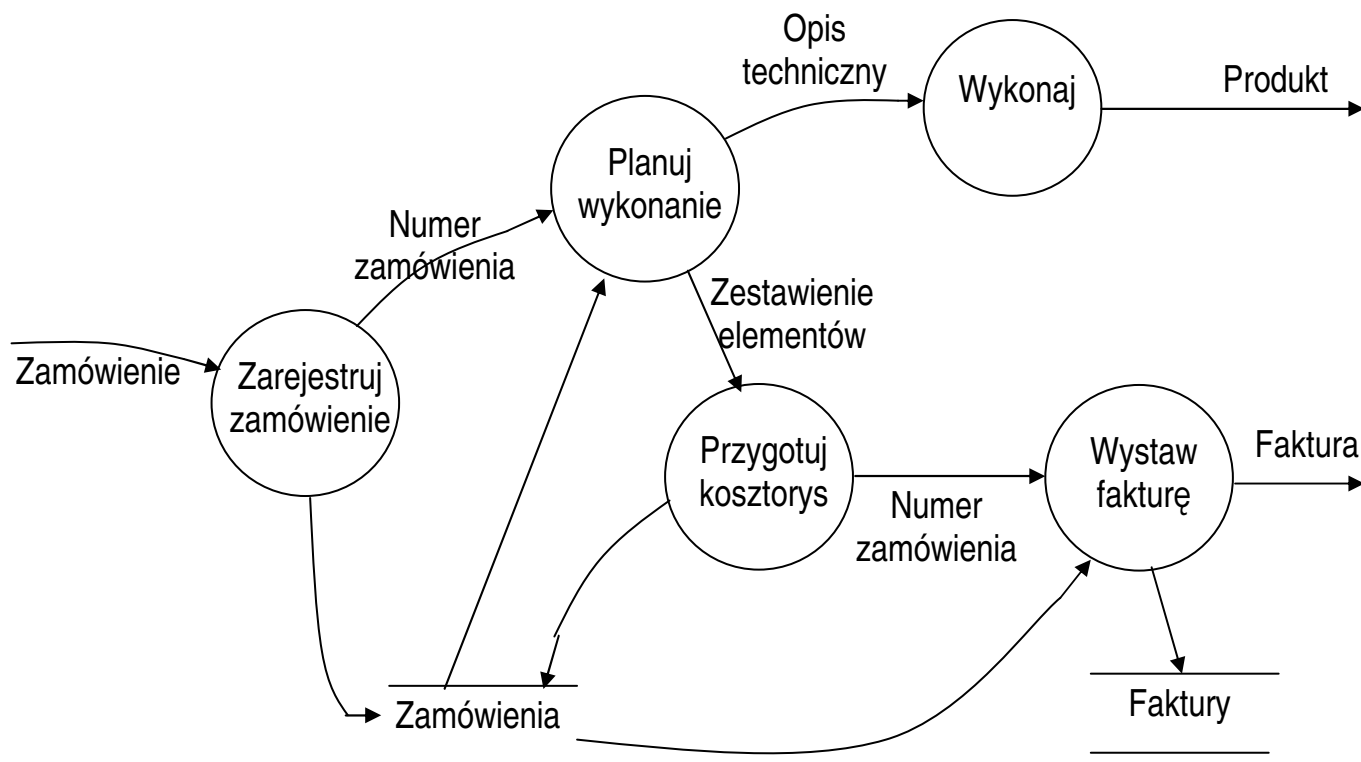 Opis
techniczny
Wykonaj
Produkt
Planuj
wykonanie
Numer
zamówienia
Zestawienie
elementów
Zamówienie
Zarejestruj
zamówienie
Przygotuj
kosztorys
Numer
zamówienia
Wystaw
fakturę
Faktura
Zamówienia
Faktury